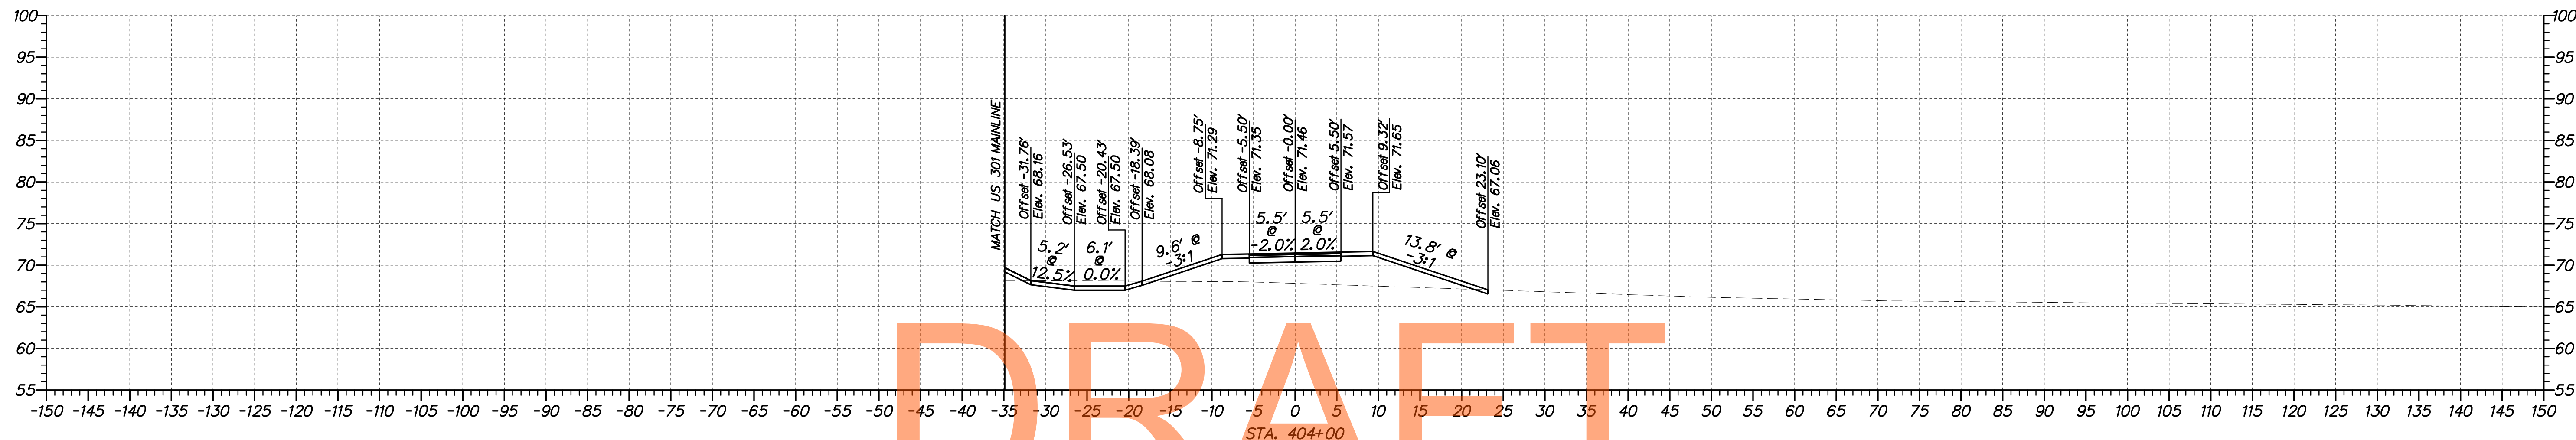 100
95
90
85
80
75
70
65
60
55
MATCH US 301 MAINLINE
Offset -31.76'
Elev. 68.16
Offset -26.53'
Elev. 67.50
Offset -20.43'
Elev. 67.50
Offset -18.39'
Elev. 68.08
Offset -8.75'
Elev. 71.29
Offset -5.50'
Elev. 71.35
Offset -0.00'
Elev. 71.46
Offset 5.50'
Elev. 71.57
Offset 9.32'
Elev. 71.65
Offset 23.10'
Elev. 67.06
5.2'
@
12.5%
6.1'
@
0.0%
9.6' @
-3:1
5.5'
@
-2.0%
5.5'
@
2.0%
13.8' @
-3:1
100
95
90
85
80
75
70
65
60
55
-150 -145 -140 -135 -130 -125 -120 -115 -110 -105 -100 -95 -90 -85 -80 -75 -70 -65 -60 -55 -50 -45 -40 -35 -30 -25 -20 -15 -10 -5 0 5 10 15 20 25 30 35 40 45 50 55 60 65 70 75 80 85 90 95 100 105 110 115 120 125 130 135 140 145 150
STA. 404+00
DRAFT